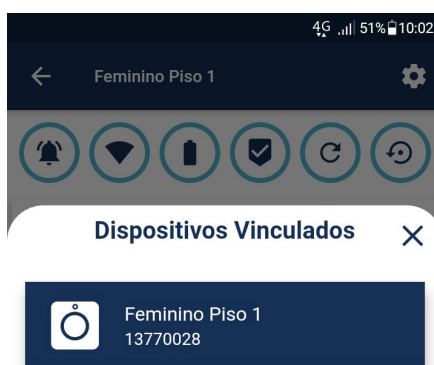 4G 51% 10:02
Feminino Piso 1
Dispositivos Vinculados
Feminino Piso 1
13770028